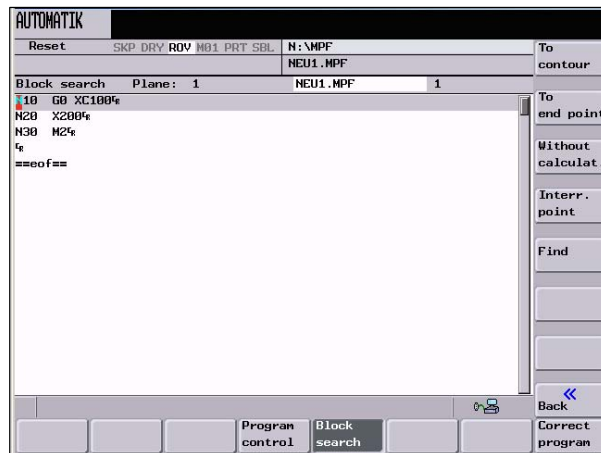 AUTOMATIK
Reset SKP DRY ROV M01 PRT SBL N:\MPF
NEU1.MPF
Block search Plane: 1 NEU1.MPF 1
N10 G0 XC100
N20 X200
N30 M2
==eof==
To contour
To end point
Without calculat.
Interr. point
Find
Back
Program control
Block search
Correct program